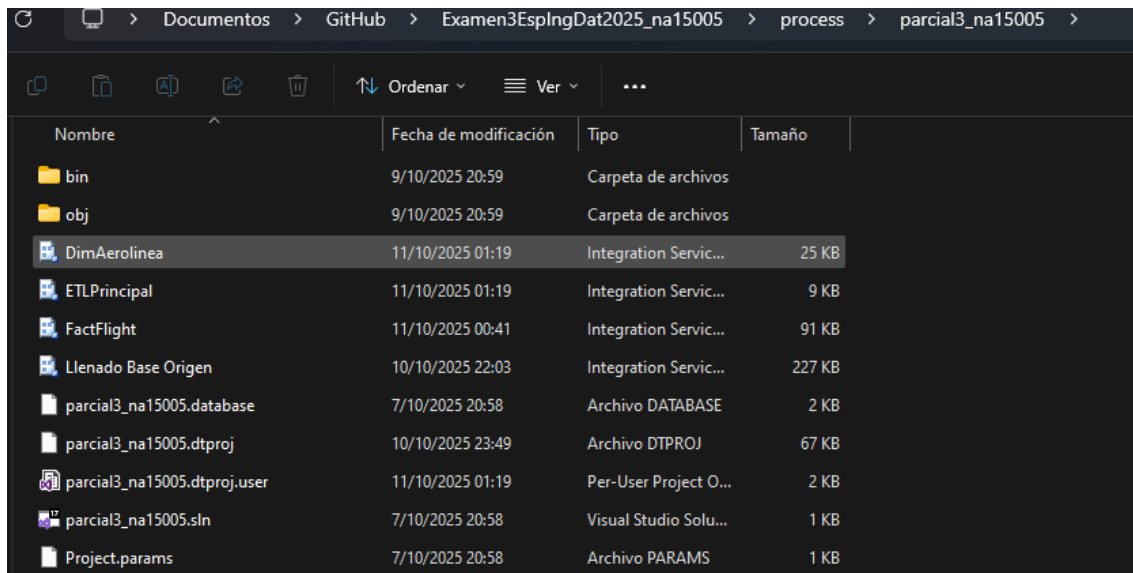 Documentos > GitHub > Examen3EspIngDat2025_na15005 > process > parcial3_na15005 >
Ordenar Ver ...
Nombre Fecha de modificación Tipo Tamaño
bin 9/10/2025 20:59 Carpeta de archivos
obj 9/10/2025 20:59 Carpeta de archivos
DimAerolinea 11/10/2025 01:19 Integration Servic... 25 KB
ETLPrincipal 11/10/2025 01:19 Integration Servic... 9 KB
FactFlight 11/10/2025 00:41 Integration Servic... 91 KB
Llenado Base Origen 10/10/2025 22:03 Integration Servic... 227 KB
parcial3_na15005.database 7/10/2025 20:58 Archivo DATABASE 2 KB
parcial3_na15005.dtproj 10/10/2025 23:49 Archivo DTPROJ 67 KB
parcial3_na15005.dtproj.user 11/10/2025 01:19 Per-User Project O... 2 KB
parcial3_na15005.sln 7/10/2025 20:58 Visual Studio Solu... 1 KB
Project.params 7/10/2025 20:58 Archivo PARAMS 1 KB